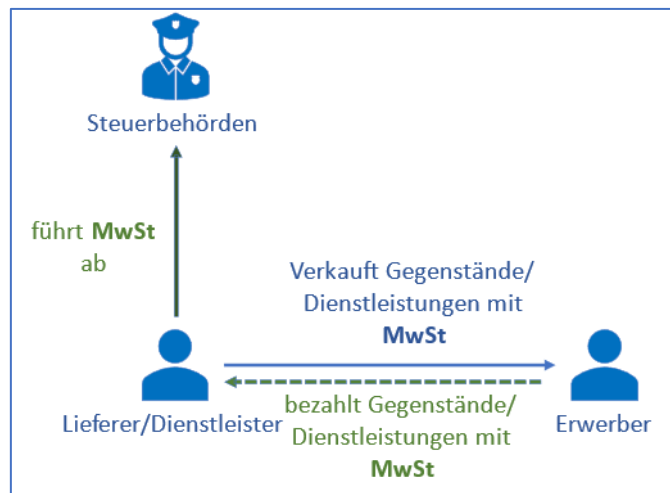 Steuerbehörden
führt MwSt
ab
Verkauft Gegenstände/
Dienstleistungen mit
MwSt
Lieferer/Dienstleister
bezahlt Gegenstände/
Dienstleistungen mit
MwSt
Erwerber